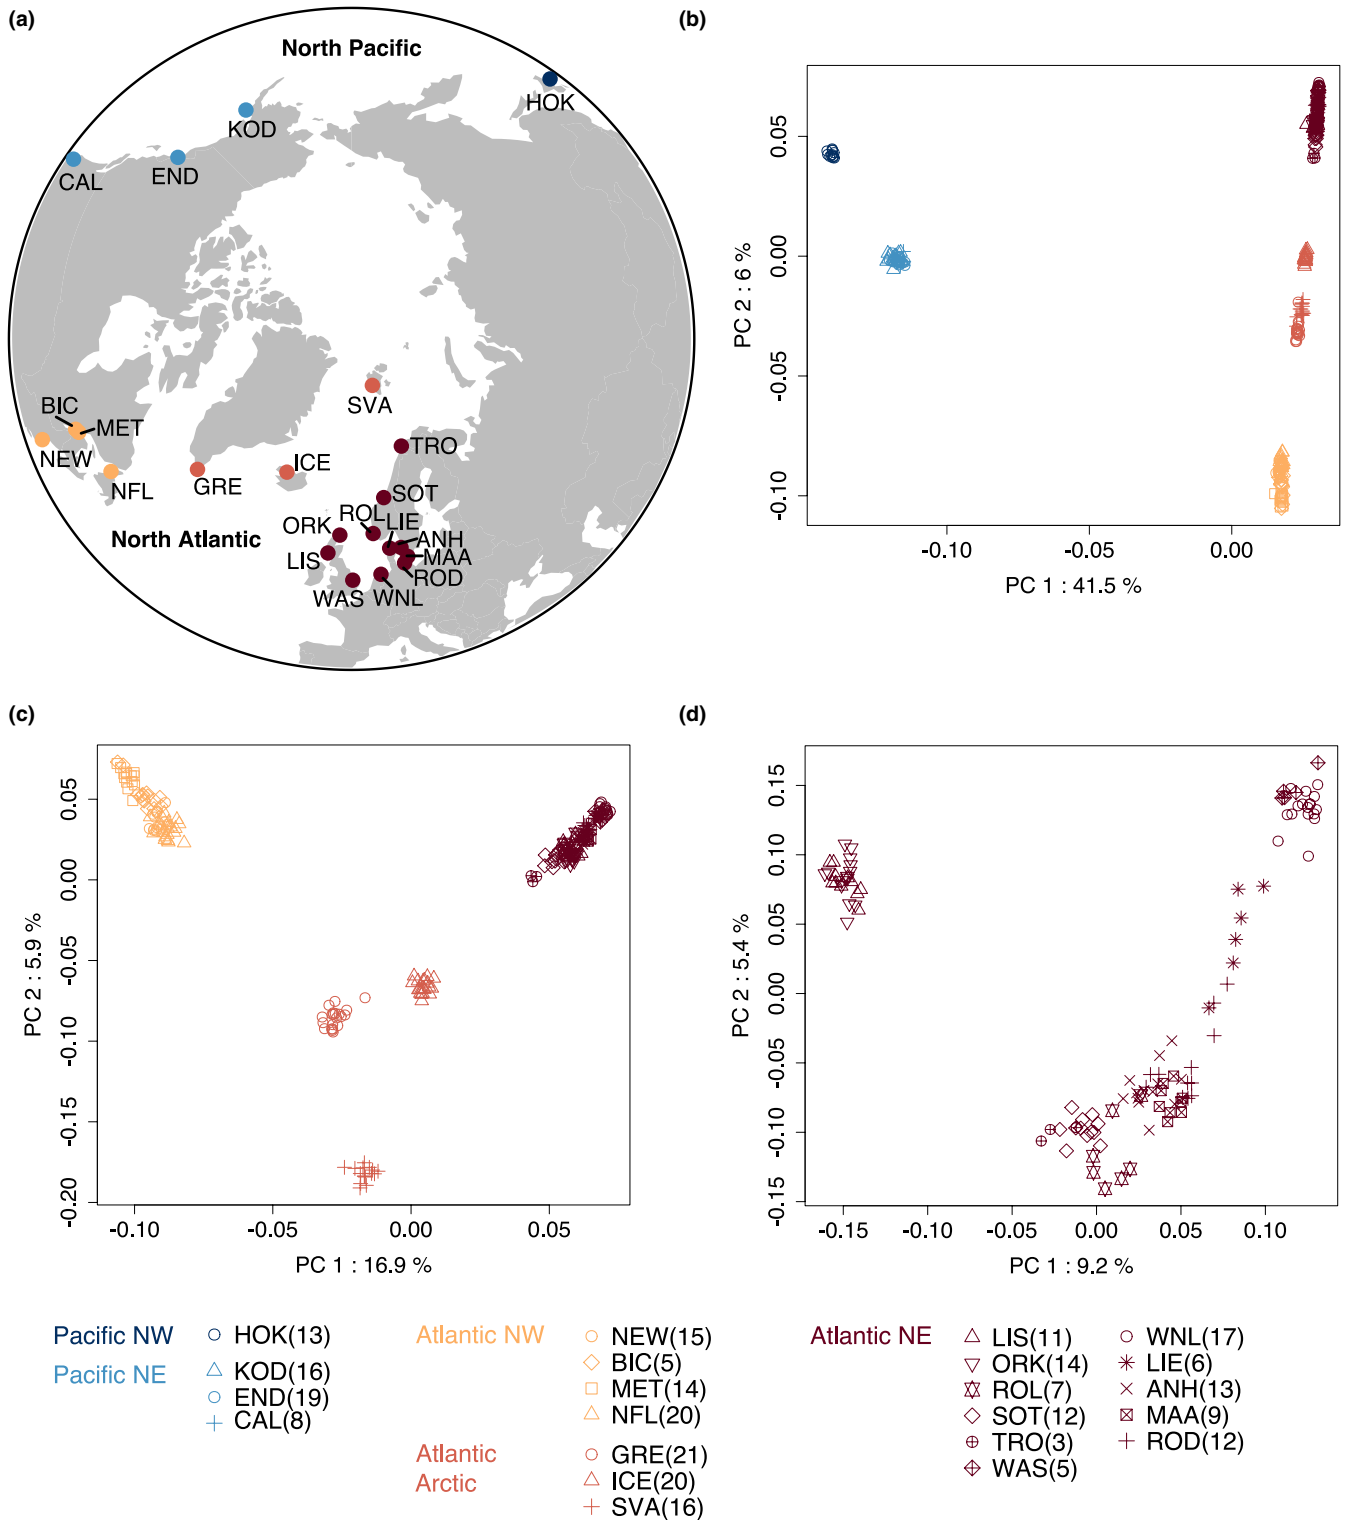 (a)
North Pacific
HOK
KOD
CAL
END
SVA
BIC
MET
NEW
NFL
GRE
ICE
TRO
SOT
ROL
LIE
ORK
ANH
North Atlantic
MAA
LIS
ROD
WAS
WNL
(b)
0.05
0.00
-0.05
-0.10
PC 2 : 6 %
-0.10
-0.05
0.00
PC 1 : 41.5 %
(c)
0.05
0.00
-0.05
-0.10
-0.15
-0.20
PC 2 : 5.9 %
-0.10
-0.05
0.00
0.05
PC 1 : 16.9 %
(d)
0.15
0.10
0.05
0.00
-0.05
-0.10
-0.15
PC 2 : 5.4 %
-0.15
-0.10
-0.05
0.00
0.05
0.10
PC 1 : 9.2 %
Pacific NW
HOK(13)
Pacific NE
KOD(16)
END(19)
CAL(8)
Atlantic NW
NEW(15)
BIC(5)
MET(14)
NFL(20)
Atlantic
Arctic
GRE(21)
ICE(20)
SVA(16)
Atlantic NE
LIS(11)
ORK(14)
ROL(7)
SOT(12)
TRO(3)
WAS(5)
WNL(17)
LIE(6)
ANH(13)
MAA(9)
ROD(12)